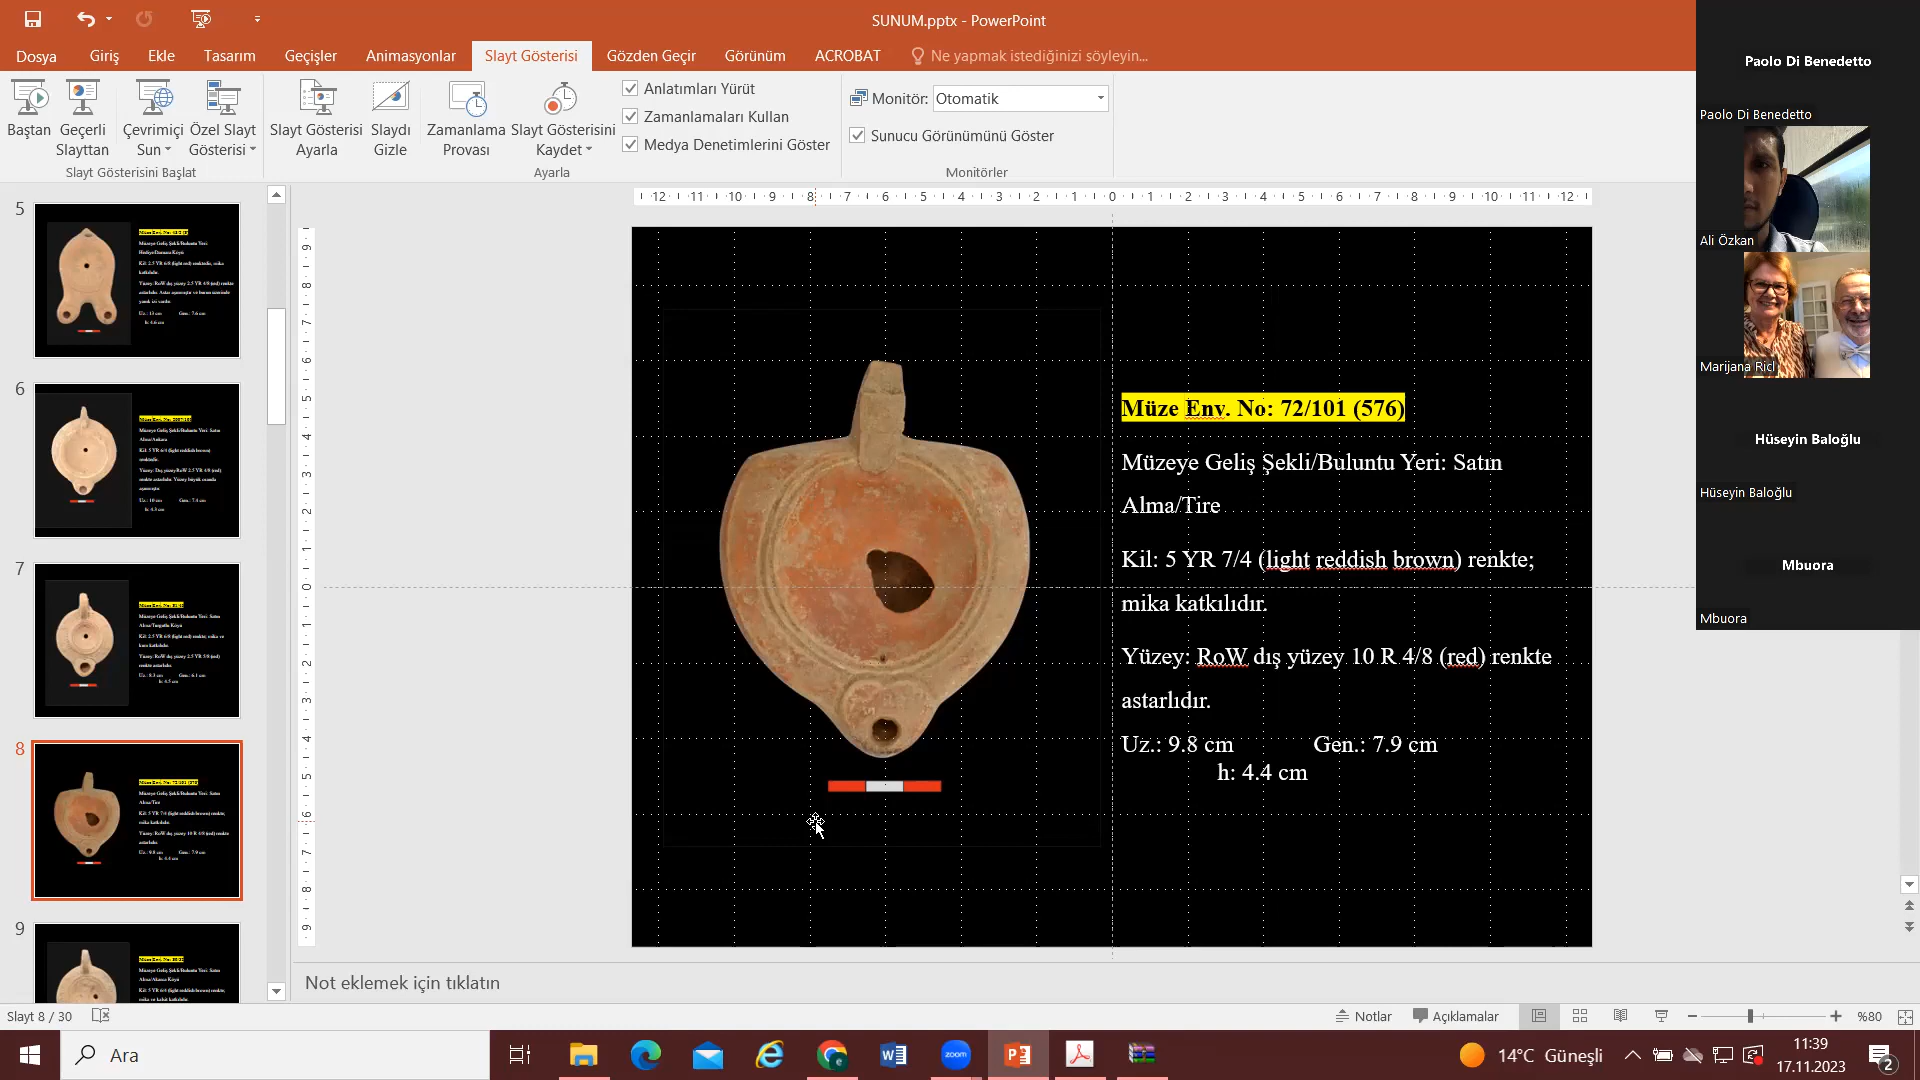 SUNUM.pptx - PowerPoint
Dosya Giriş Ekle Tasarım Geçişler Animasyonlar Slayt Gösterisi Gözden Geçir Görünüm ACROBAT Ne yapmak istediğinizi söyleyin...
Baştan
Geçerli Slayttan
Çevrimiçi Sun
Özel Slayt Gösterisi
Slayt Gösterisi Ayarla
Slaydı Gizle
Zamanlama Provası
Slayt Gösterisini Kaydet
Anlatımları Yürüt
Zamanlamaları Kullan
Medya Denetimlerini Göster
Monitör: Otomatik
Sunucu Görünümünü Göster
Slayt Gösterisini Başlat
Ayarla
Monitörler
5
6
7
8
9
Müze Env. No: 72/101 (576)
Müzeye Geliş Şekli/Buluntu Yeri: Satın
Alma/Tire
Kil: 5 YR 7/4 (light reddish brown) renkte;
mika katkılıdır.
Yüzey: RoW dış yüzey 10 R 4/8 (red) renkte
astarlıdır.
Uz.: 9.8 cm Gen.: 7.9 cm
h: 4.4 cm
Paolo Di Benedetto
Paolo Di Benedetto
Ali Özkan
Marijana Ricl
Hüseyin Baloğlu
Hüseyin Baloğlu
Mbuora
Mbuora
Not eklemek için tıklatın
Slayt 8 / 30
Notlar Açıklamalar %80
Ara
zoom
14°C Güneşli
11:39
17.11.2023
2